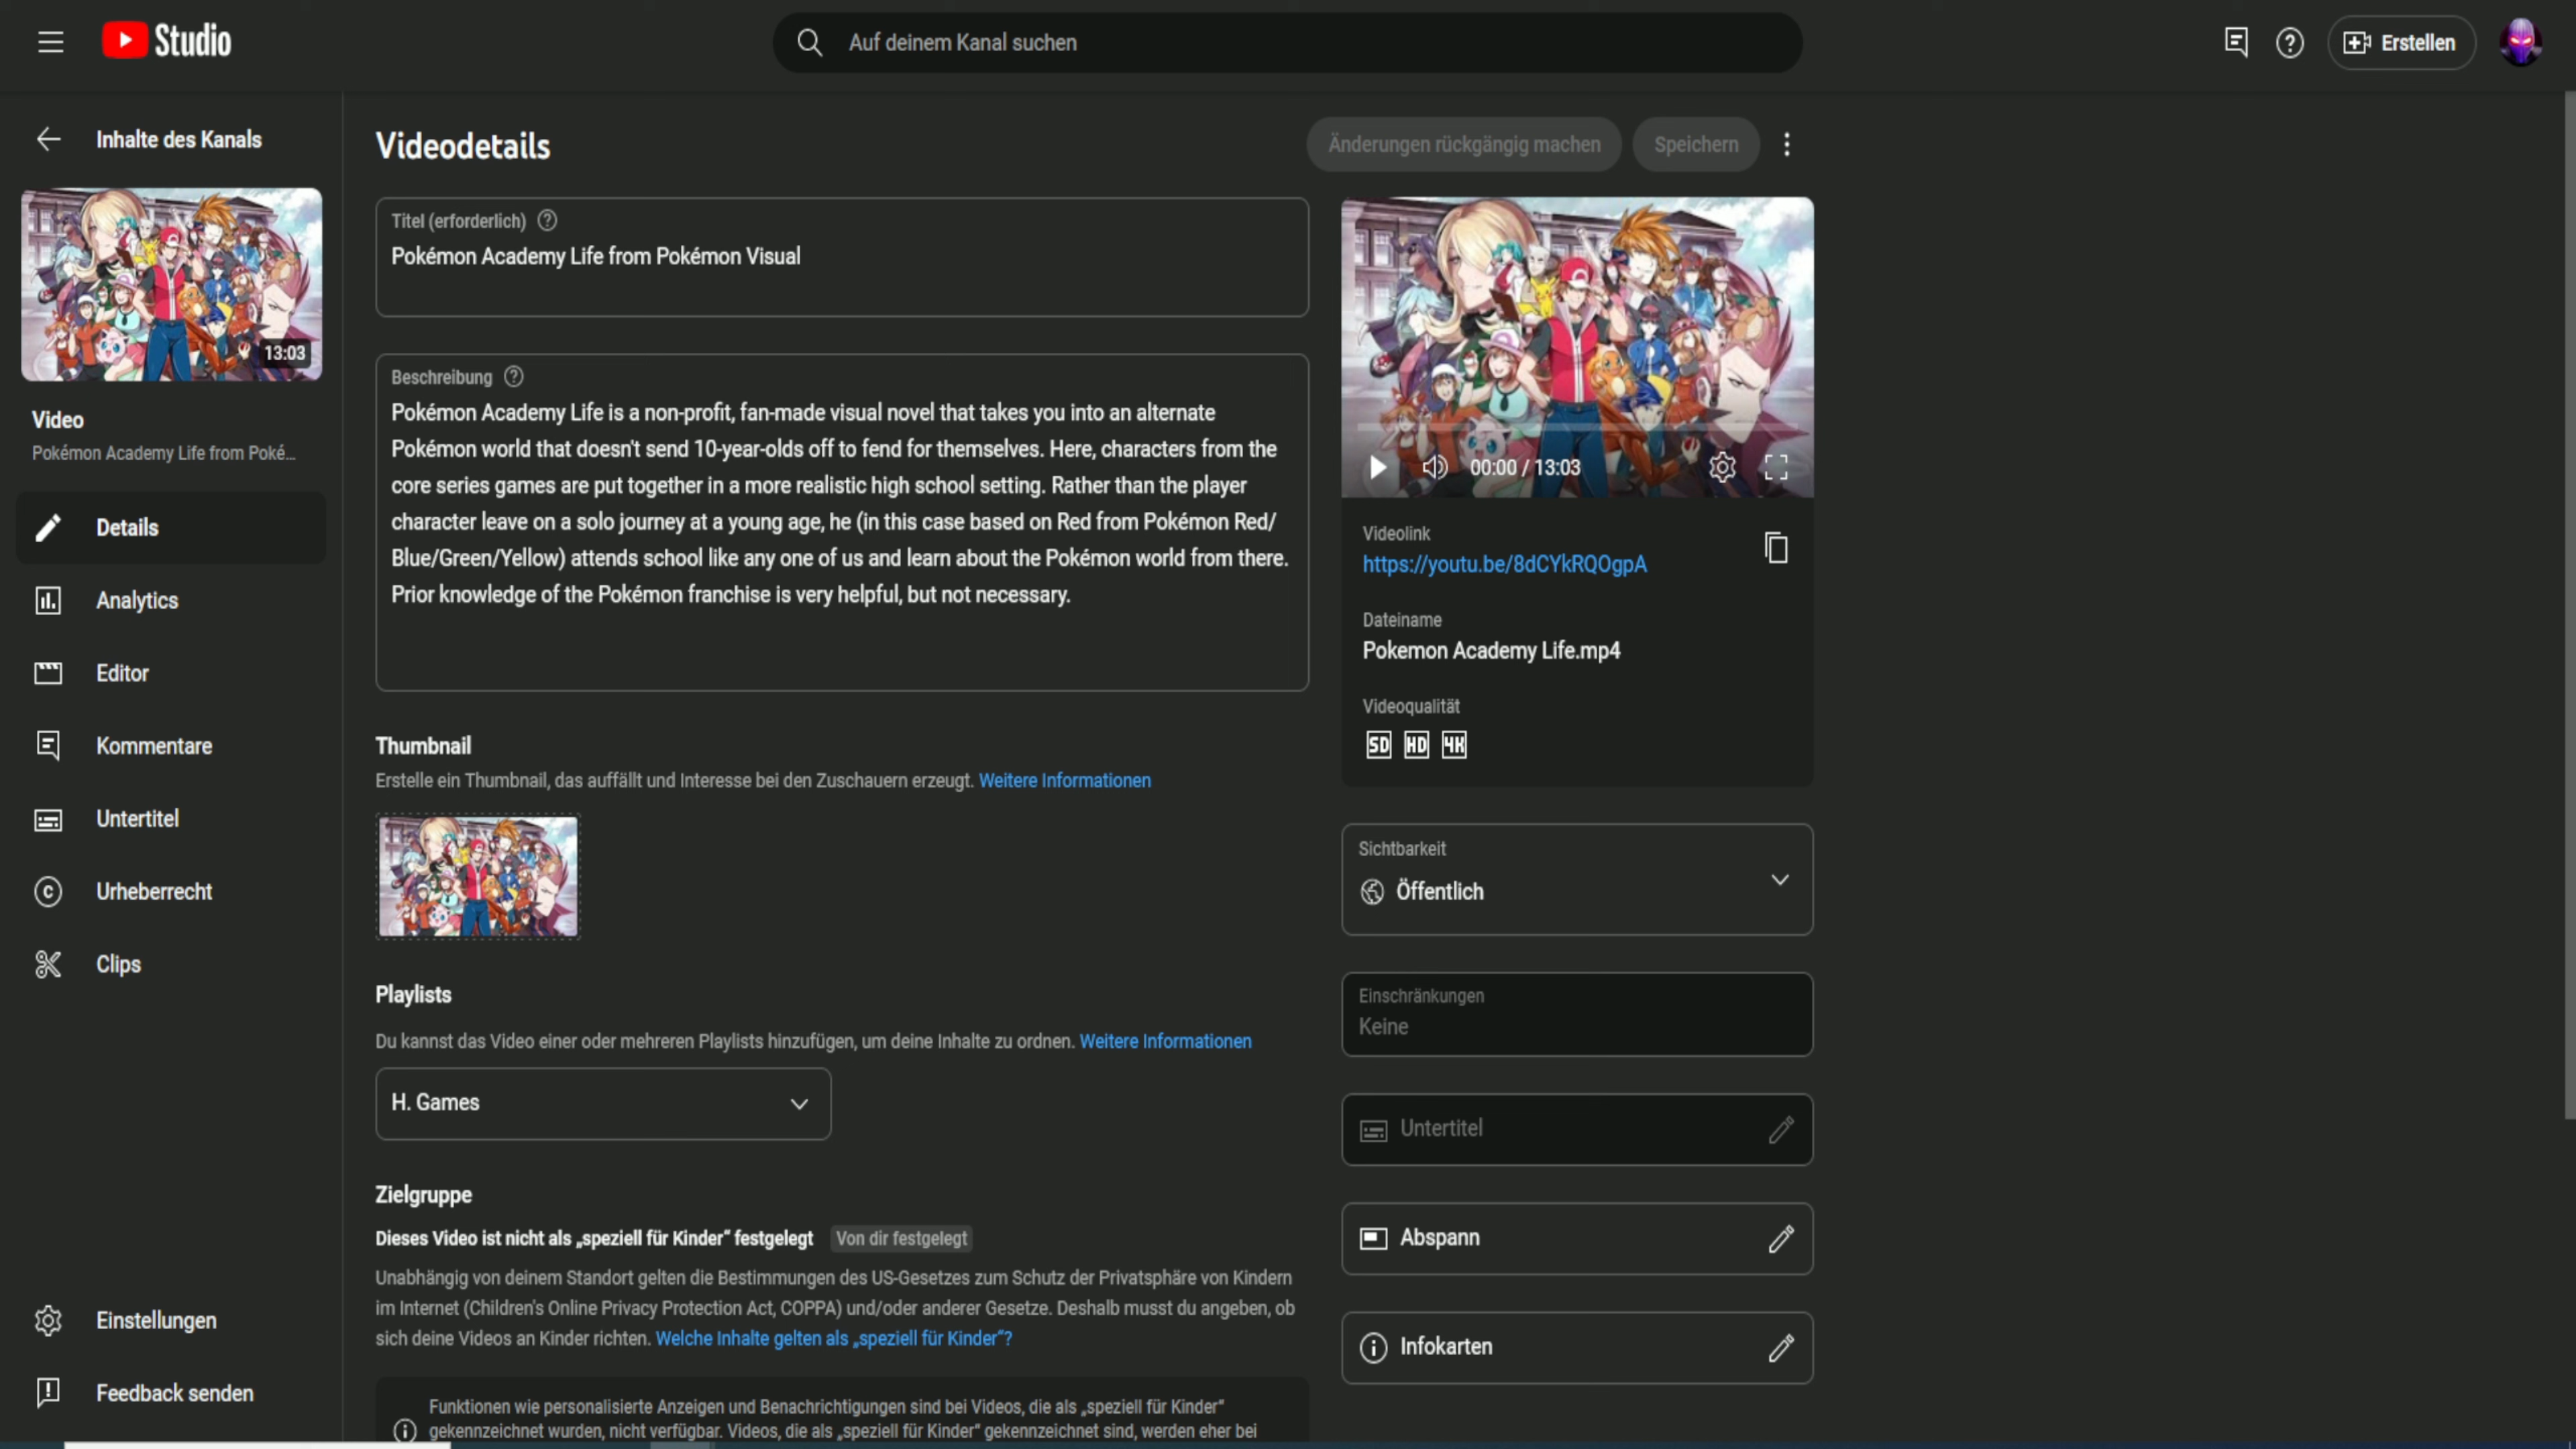 Studio
Auf deinem Kanal suchen
Erstellen
Inhalte des Kanals
13:03
Video
Pokémon Academy Life from Poké...
Details
Analytics
Editor
Kommentare
Untertitel
Urheberrecht
Clips
Einstellungen
Feedback senden
Videodetails
Änderungen rückgängig machen
Speichern
Titel (erforderlich)
Pokémon Academy Life from Pokémon Visual
Beschreibung
Pokémon Academy Life is a non-profit, fan-made visual novel that takes you into an alternate
Pokémon world that doesn't send 10-year-olds off to fend for themselves. Here, characters from the
core series games are put together in a more realistic high school setting. Rather than the player
character leave on a solo journey at a young age, he (in this case based on Red from Pokémon Red/
Blue/Green/Yellow) attends school like any one of us and learn about the Pokémon world from there.
Prior knowledge of the Pokémon franchise is very helpful, but not necessary.
Thumbnail
Erstelle ein Thumbnail, das auffällt und Interesse bei den Zuschauern erzeugt. Weitere Informationen
Playlists
Du kannst das Video einer oder mehreren Playlists hinzufügen, um deine Inhalte zu ordnen. Weitere Informationen
H. Games
Zielgruppe
Dieses Video ist nicht als „speziell für Kinder“ festgelegt Von dir festgelegt
Unabhängig von deinem Standort gelten die Bestimmungen des US-Gesetzes zum Schutz der Privatsphäre von Kindern
im Internet (Children's Online Privacy Protection Act, COPPA) und/oder anderer Gesetze. Deshalb musst du angeben, ob
sich deine Videos an Kinder richten. Welche Inhalte gelten als „speziell für Kinder“?
Funktionen wie personalisierte Anzeigen und Benachrichtigungen sind bei Videos, die als „speziell für Kinder“
gekennzeichnet wurden, nicht verfügbar. Videos, die als „speziell für Kinder“ gekennzeichnet sind, werden eher bei
00:00 / 13:03
Videolink
https://youtu.be/8dCYkRQOgpA
Dateiname
Pokemon Academy Life.mp4
Videoqualität
SD HD 4K
Sichtbarkeit
Öffentlich
Einschränkungen
Keine
Untertitel
Abspann
Infokarten